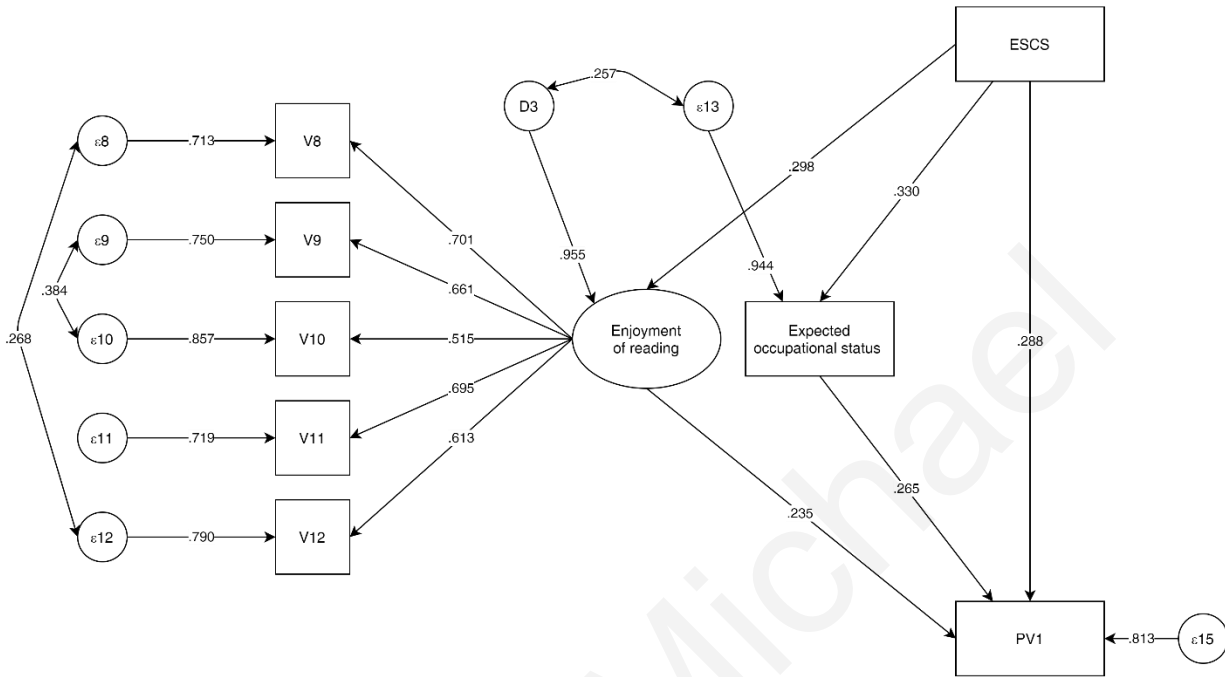 ESCS
.257
D3
ε13
ε8
.713
V8
.298
.330
ε9
.750
V9
.701
.955
.944
.384
.661
.268
ε10
.857
V10
.515
Enjoyment
of reading
Expected
occupational status
.288
.695
ε11
.719
V11
.613
.265
.235
ε12
.790
V12
PV1
.813
ε15
Michael